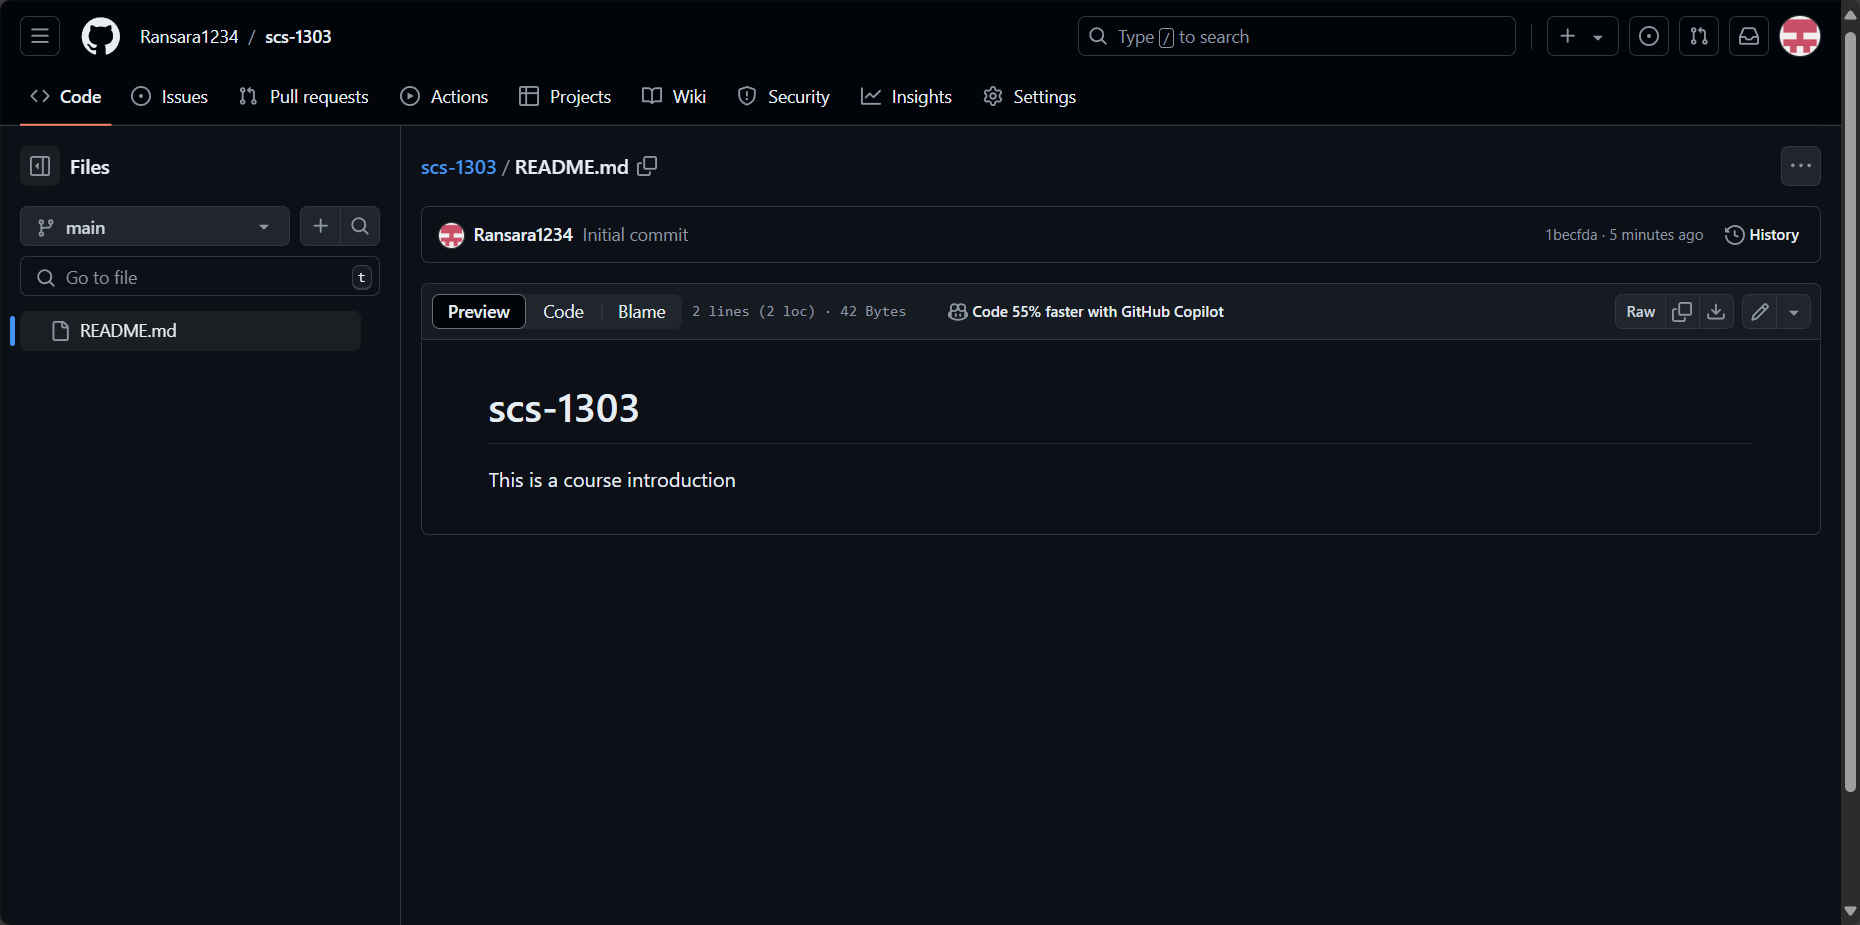 Ransara1234 / scs-1303
Type / to search
Code Issues Pull requests Actions Projects Wiki Security Insights Settings
Files
main
Go to file t
README.md
scs-1303 / README.md
Ransara1234 Initial commit 1becfda · 5 minutes ago History
Preview Code Blame 2 lines (2 loc) · 42 Bytes Code 55% faster with GitHub Copilot Raw
scs-1303
This is a course introduction